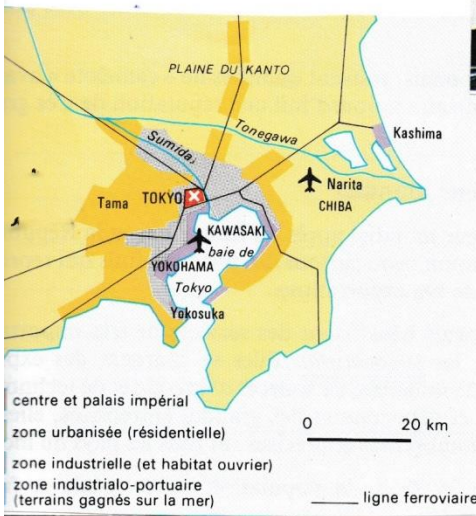 PLAINE DU KANTO
Tonegawa
Sumida
Kashima
TOKYO
Tama
Narita
CHIBA
KAWASAKI
baie de
YOKOHAMA
Tokyo
Yokosuka
centre et palais impérial
zone urbanisée (résidentielle)
zone industrielle (et habitat ouvrier)
zone industrialo-portuaire
(terrains gagnés sur la mer)
0 20 km
ligne ferroviaire